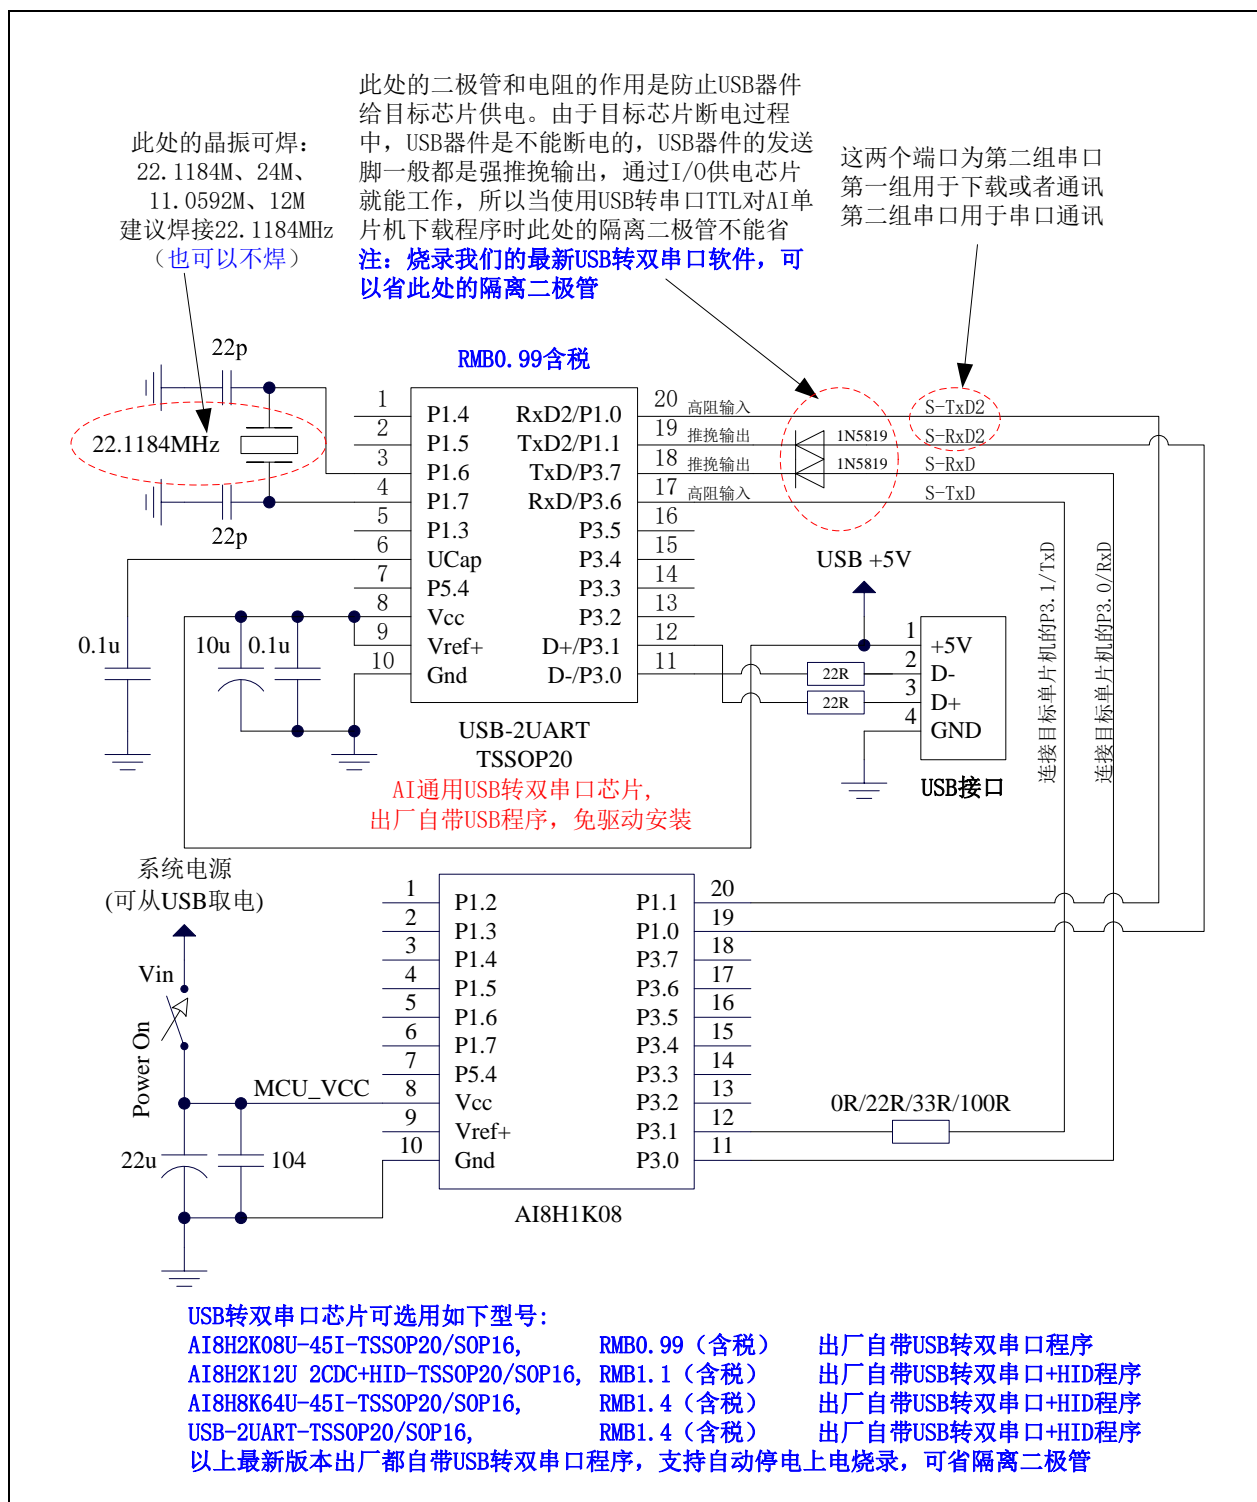 此处的二极管和电阻的作用是防止USB器件
给目标芯片供电。由于目标芯片断电过程
中，USB器件是不能断电的，USB器件的发送
脚一般都是强推挽输出，通过I/O供电芯片
就能工作，所以当使用USB转串口TTL对AI单
片机下载程序时此处的隔离二极管不能省
注：烧录我们的最新USB转双串口软件，可
以省此处的隔离二极管
此处的晶振可焊：
22.1184M、24M、
11.0592M、12M
建议焊接22.1184MHz
（也可以不焊）
这两个端口为第二组串口
第一组用于下载或者通讯
第二组串口用于串口通讯
22p
22.1184MHz
22p
RMB0.99含税
1 P1.4
2 P1.5
3 P1.6
4 P1.7
5 P1.3
6 UCap
7 P5.4
8 Vcc
9 Vref+
10 Gnd
RxD2/P1.0 20 高阻输入 S-TxD2
TxD2/P1.1 19 推挽输出 1N5819 S-RxD2
TxD/P3.7 18 推挽输出 1N5819 S-RxD
RxD/P3.6 17 高阻输入 S-TxD
P3.5 16
P3.4 15
P3.3 14
P3.2 13
D+/P3.1 12
D-/P3.0 11
0.1u
10u
0.1u
USB-2UART
TSSOP20
AI通用USB转双串口芯片，
出厂自带USB程序，免驱动安装
USB +5V
22R
22R
1 +5V
2 D-
3 D+
4 GND
USB接口
连接目标单片机的P3.1/TxD
连接目标单片机的P3.0/RxD
系统电源
(可从USB取电)
Vin
Power On
MCU_VCC
22u
104
1 P1.2
2 P1.3
3 P1.4
4 P1.5
5 P1.6
6 P1.7
7 P5.4
8 Vcc
9 Vref+
10 Gnd
P1.1 20
P1.0 19
P3.7 18
P3.6 17
P3.5 16
P3.4 15
P3.3 14
P3.2 13
P3.1 12
P3.0 11
0R/22R/33R/100R
AI8H1K08
USB转双串口芯片可选用如下型号:
AI8H2K08U-45I-TSSOP20/SOP16, RMB0.99（含税） 出厂自带USB转双串口程序
AI8H2K12U 2CDC+HID-TSSOP20/SOP16, RMB1.1（含税） 出厂自带USB转双串口+HID程序
AI8H8K64U-45I-TSSOP20/SOP16, RMB1.4（含税） 出厂自带USB转双串口+HID程序
USB-2UART-TSSOP20/SOP16, RMB1.4（含税） 出厂自带USB转双串口+HID程序
以上最新版本出厂都自带USB转双串口程序，支持自动停电上电烧录，可省隔离二极管